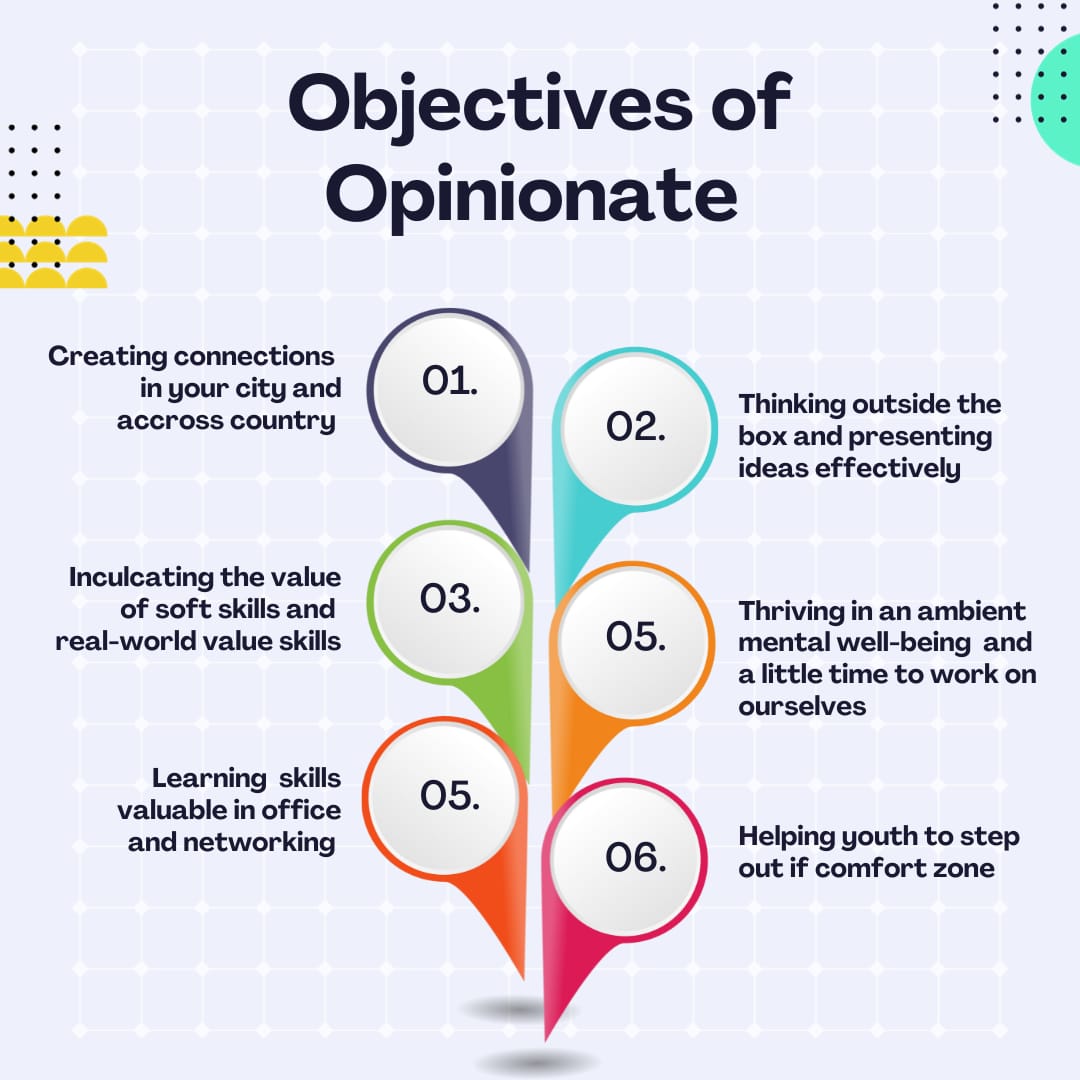 Objectives of
Opinionate
01.
Creating connections
in your city and
accross country
02.
Thinking outside the
box and presenting
ideas effectively
03.
Inculcating the value
of soft skills and
real-world value skills
05.
Thriving in an ambient
mental well-being and
a little time to work on
ourselves
05.
Learning skills
valuable in office
and networking
06.
Helping youth to step
out if comfort zone